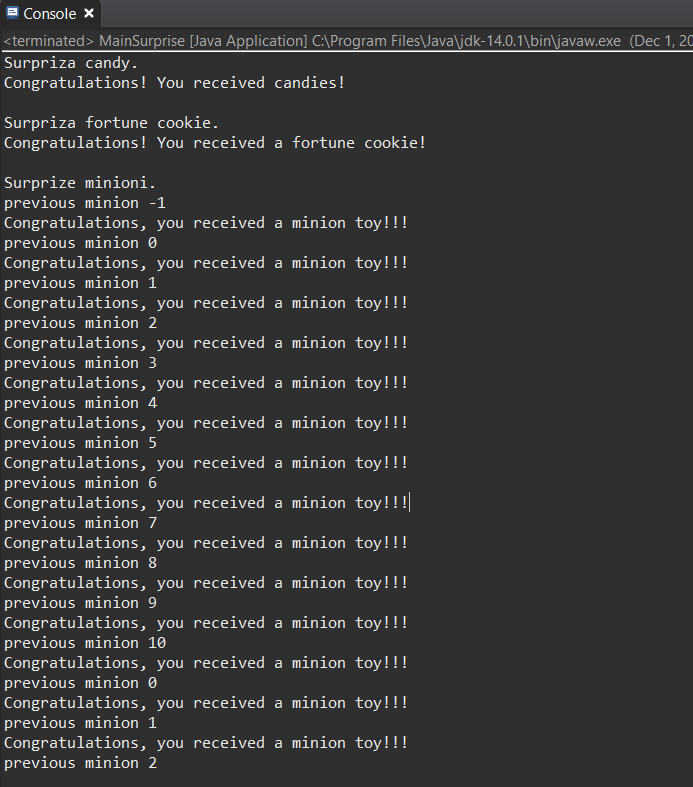 Console
<terminated> MainSurprise [Java Application] C:\Program Files\Java\jdk-14.0.1\bin\javaw.exe (Dec 1, 20
Surpriza candy.
Congratulations! You received candies!
Surpriza fortune cookie.
Congratulations! You received a fortune cookie!
Surprize minioni.
previous minion -1
Congratulations, you received a minion toy!!!
previous minion 0
Congratulations, you received a minion toy!!!
previous minion 1
Congratulations, you received a minion toy!!!
previous minion 2
Congratulations, you received a minion toy!!!
previous minion 3
Congratulations, you received a minion toy!!!
previous minion 4
Congratulations, you received a minion toy!!!
previous minion 5
Congratulations, you received a minion toy!!!
previous minion 6
Congratulations, you received a minion toy!!!
previous minion 7
Congratulations, you received a minion toy!!!
previous minion 8
Congratulations, you received a minion toy!!!
previous minion 9
Congratulations, you received a minion toy!!!
previous minion 10
Congratulations, you received a minion toy!!!
previous minion 0
Congratulations, you received a minion toy!!!
previous minion 1
Congratulations, you received a minion toy!!!
previous minion 2